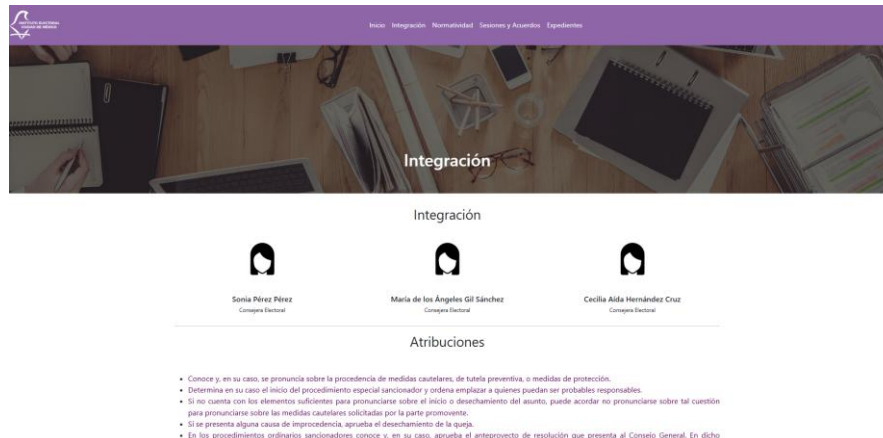 INSTITUTO ELECTORAL
CIUDAD DE MÉXICO
Inicio Integración Normatividad Sesiones y Acuerdos Expedientes
Integración
Integración
Sonia Pérez Pérez
María de los Ángeles Gil Sánchez
Cecilia Aída Hernández Cruz
Consejera Electoral
Consejera Electoral
Consejera Electoral
Atribuciones
• Conoce y, en su caso, se pronuncia sobre la procedencia de medidas cautelares, de tutela preventiva, o medidas de protección.
• Determina en su caso el inicio del procedimiento especial sancionador y ordena emplazar a quienes puedan ser probables responsables.
• Si no cuenta con los elementos suficientes para pronunciarse sobre el inicio o desechamiento del asunto, puede acordar no pronunciarse sobre tal cuestión
para pronunciarse sobre las medidas cautelares solicitadas por la parte promovente.
• Si se presenta alguna causa de improcedencia, aprueba el desechamiento de la queja.
• En los procedimientos ordinarios sancionadores conoce y, en su caso, aprueba el anteproyecto de resolución que presenta al Consejo General. En dicho